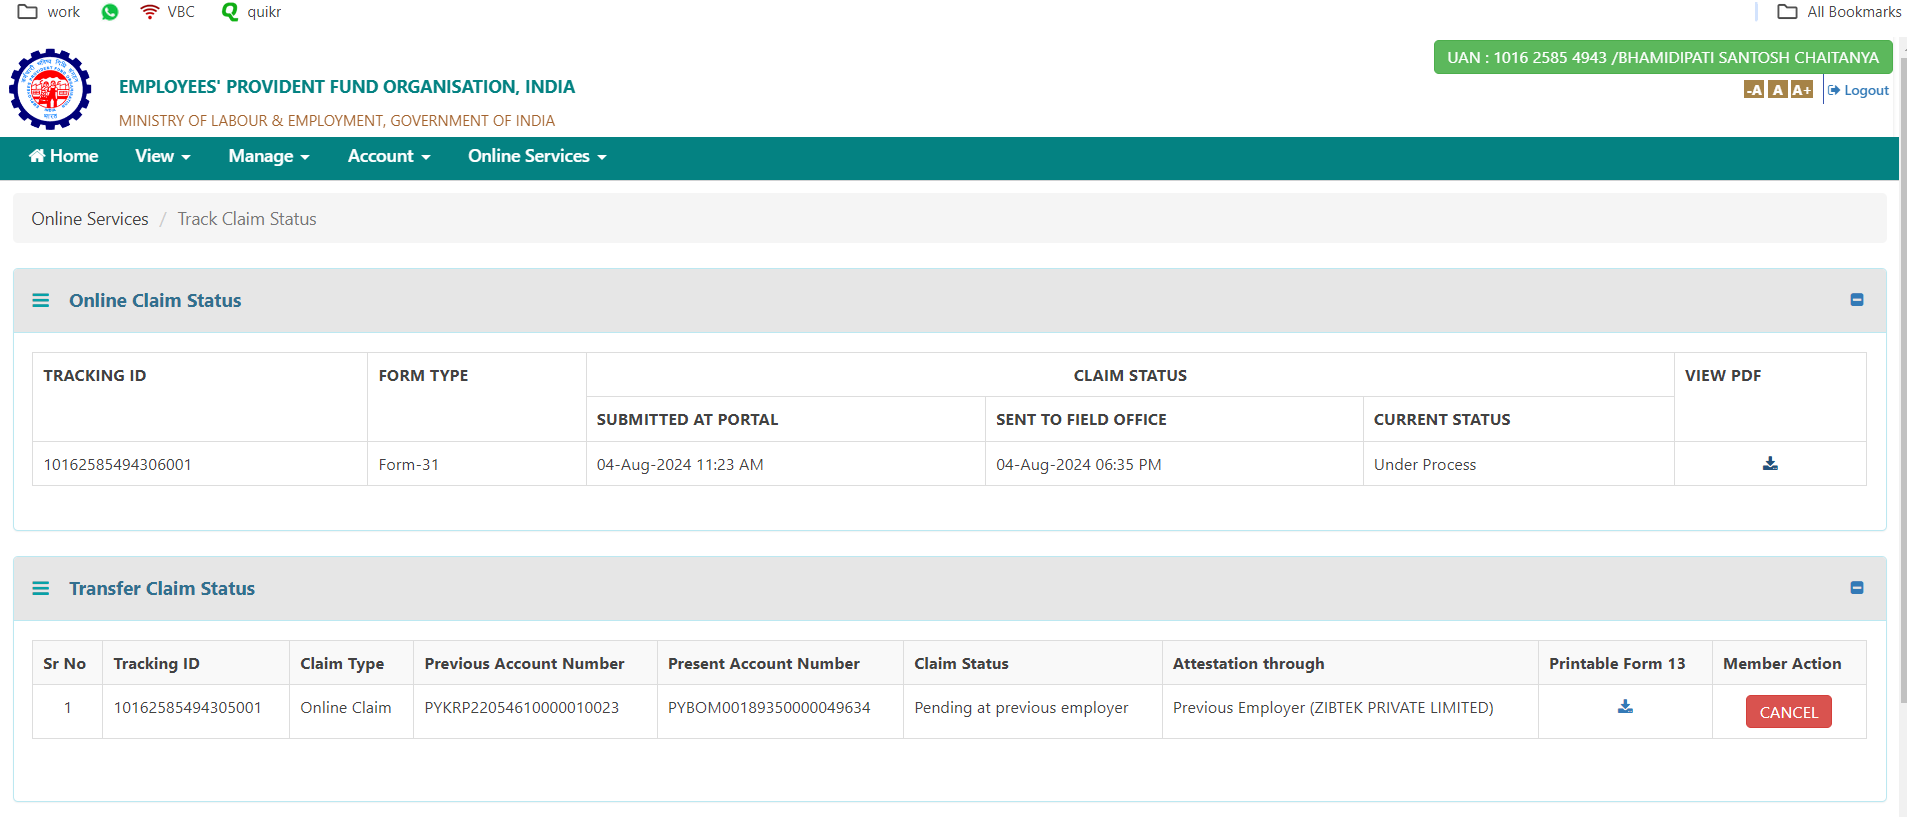 work
VBC
quikr
All Bookmarks
UAN : 1016 2585 4943 /BHAMIDIPATI SANTOSH CHAITANYA
EMPLOYEES' PROVIDENT FUND ORGANISATION, INDIA
-A A A+ Logout
MINISTRY OF LABOUR & EMPLOYMENT, GOVERNMENT OF INDIA
Home View Manage Account Online Services
Online Services / Track Claim Status
Online Claim Status
TRACKING ID FORM TYPE CLAIM STATUS VIEW PDF
SUBMITTED AT PORTAL SENT TO FIELD OFFICE CURRENT STATUS
10162585494306001 Form-31 04-Aug-2024 11:23 AM 04-Aug-2024 06:35 PM Under Process
Transfer Claim Status
Sr No Tracking ID Claim Type Previous Account Number Present Account Number Claim Status Attestation through Printable Form 13 Member Action
1 10162585494305001 Online Claim PYKRP22054610000010023 PYBOM00189350000049634 Pending at previous employer Previous Employer (ZIBTEK PRIVATE LIMITED) CANCEL